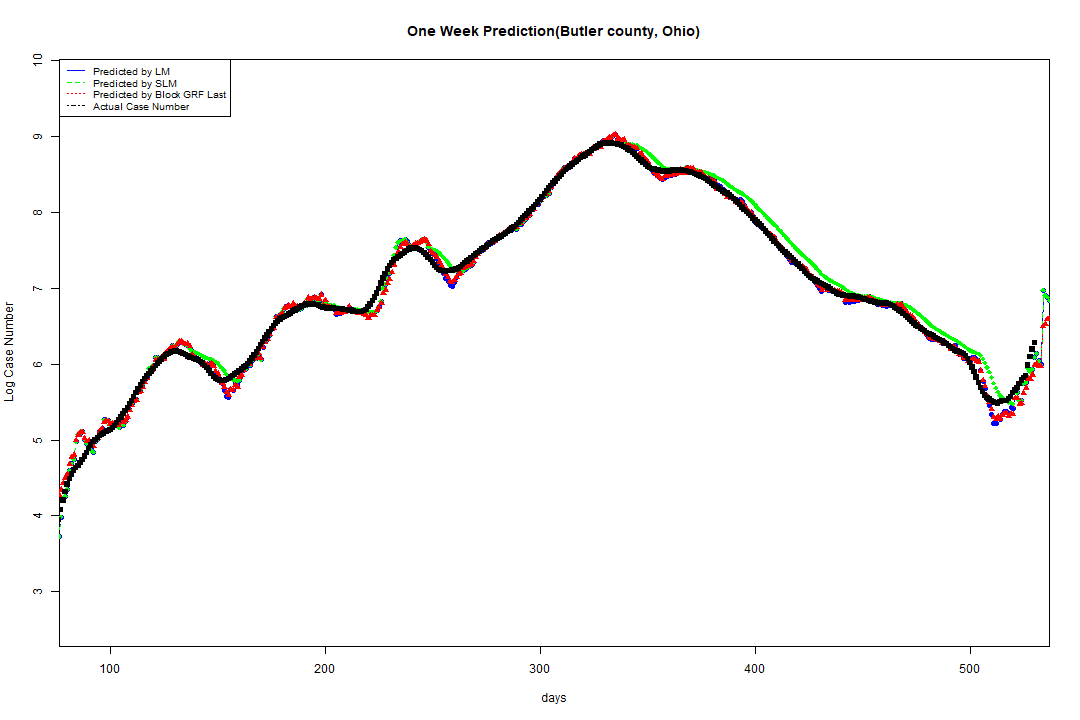 One Week Prediction(Butler county, Ohio)
Predicted by LM
Predicted by SLM
Predicted by Block GRF Last
Actual Case Number
10
9
8
7
6
5
4
3
Log Case Number
100 200 300 400 500
days